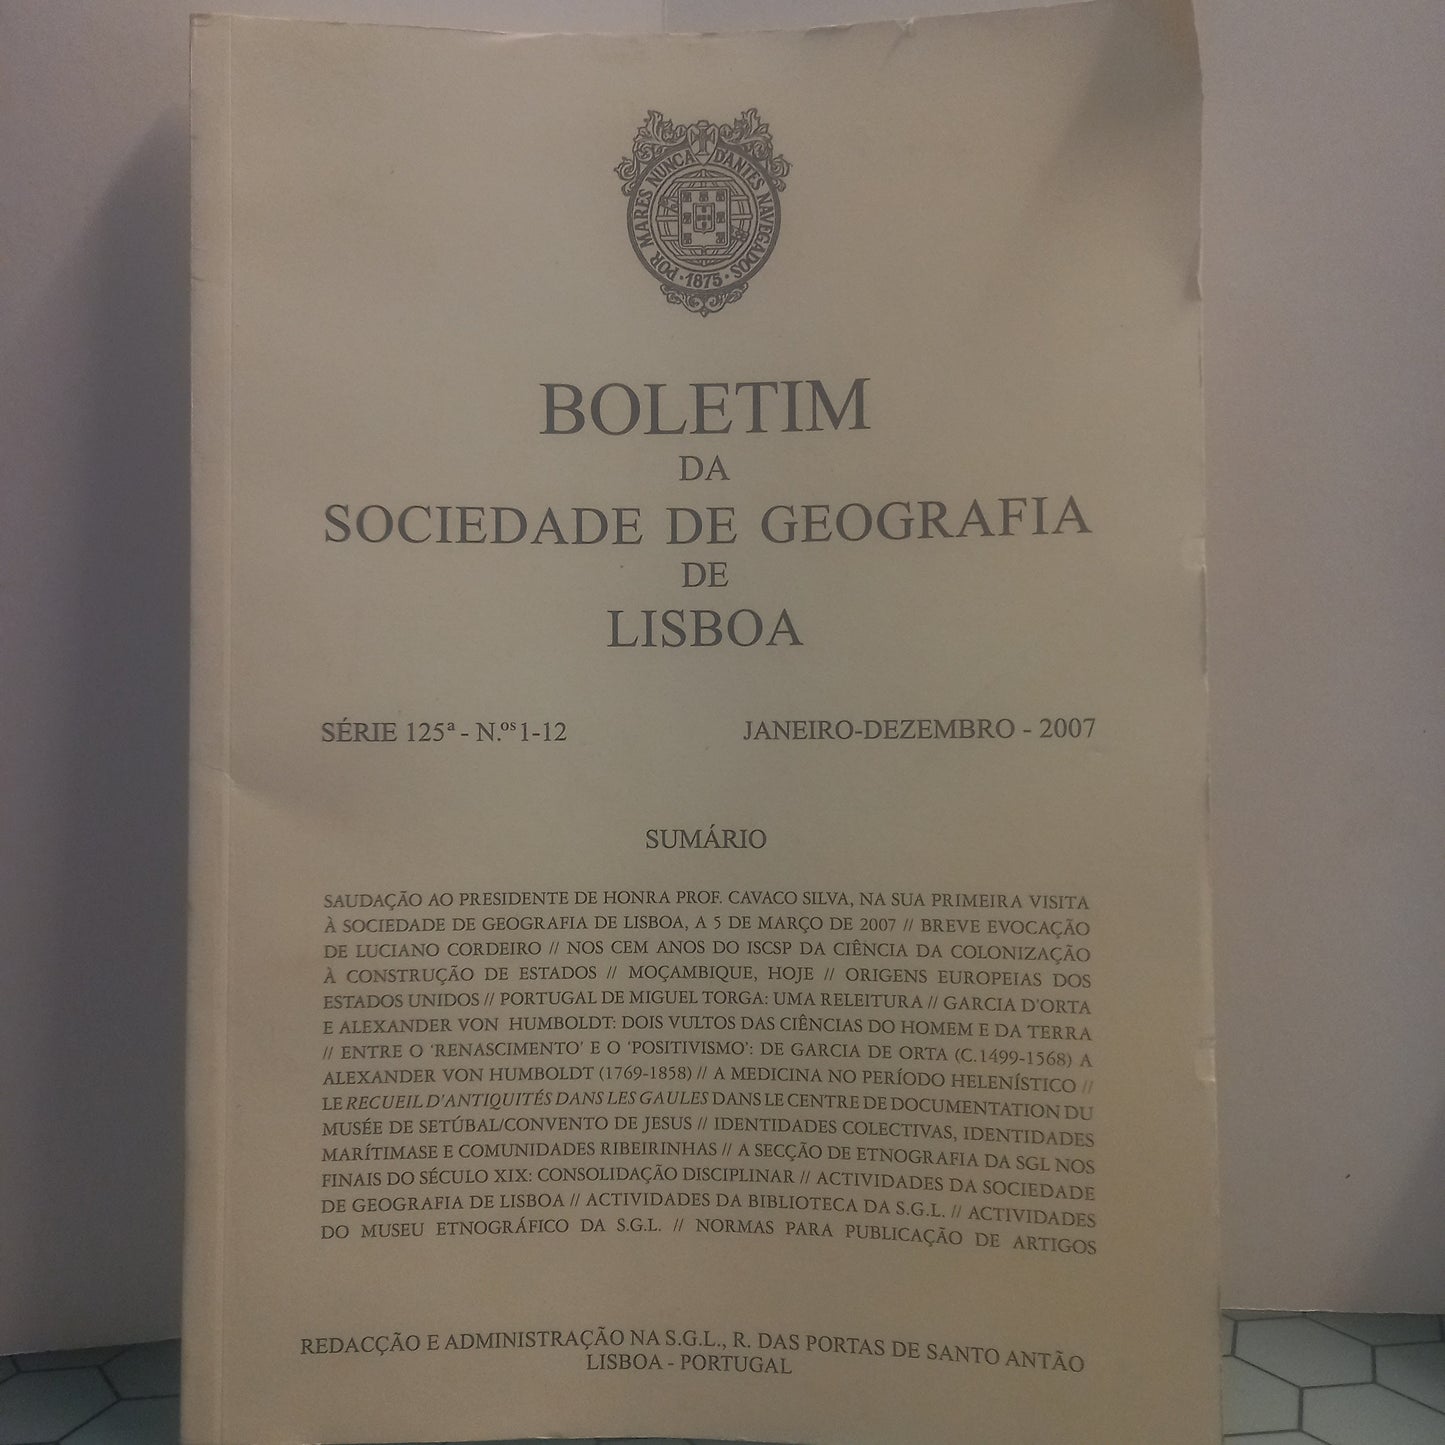 POR MARES NUNCA DANTES NAVEGADOS
·1875·
BOLETIM
DA
SOCIEDADE DE GEOGRAFIA
DE
LISBOA
SÉRIE 125ª - N.ºs 1-12 JANEIRO-DEZEMBRO - 2007
SUMÁRIO
SAUDAÇÃO AO PRESIDENTE DE HONRA PROF. CAVACO SILVA, NA SUA PRIMEIRA VISITA
À SOCIEDADE DE GEOGRAFIA DE LISBOA, A 5 DE MARÇO DE 2007 // BREVE EVOCAÇÃO
DE LUCIANO CORDEIRO // NOS CEM ANOS DO ISCSP DA CIÊNCIA DA COLONIZAÇÃO
À CONSTRUÇÃO DE ESTADOS // MOÇAMBIQUE, HOJE // ORIGENS EUROPEIAS DOS
ESTADOS UNIDOS // PORTUGAL DE MIGUEL TORGA: UMA RELEITURA // GARCIA D'ORTA
E ALEXANDER VON HUMBOLDT: DOIS VULTOS DAS CIÊNCIAS DO HOMEM E DA TERRA
// ENTRE O 'RENASCIMENTO' E O 'POSITIVISMO': DE GARCIA DE ORTA (C.1499-1568) A
ALEXANDER VON HUMBOLDT (1769-1858) // A MEDICINA NO PERÍODO HELENÍSTICO //
LE RECUEIL D'ANTIQUITÉS DANS LES GAULES DANS LE CENTRE DE DOCUMENTATION DU
MUSÉE DE SETÚBAL/CONVENTO DE JESUS // IDENTIDADES COLECTIVAS, IDENTIDADES
MARÍTIMASE E COMUNIDADES RIBEIRINHAS // A SECÇÃO DE ETNOGRAFIA DA SGL NOS
FINAIS DO SÉCULO XIX: CONSOLIDAÇÃO DISCIPLINAR // ACTIVIDADES DA SOCIEDADE
DE GEOGRAFIA DE LISBOA // ACTIVIDADES DA BIBLIOTECA DA S.G.L. // ACTIVIDADES
DO MUSEU ETNOGRÁFICO DA S.G.L. // NORMAS PARA PUBLICAÇÃO DE ARTIGOS
REDACÇÃO E ADMINISTRAÇÃO NA S.G.L., R. DAS PORTAS DE SANTO ANTÃO
LISBOA - PORTUGAL